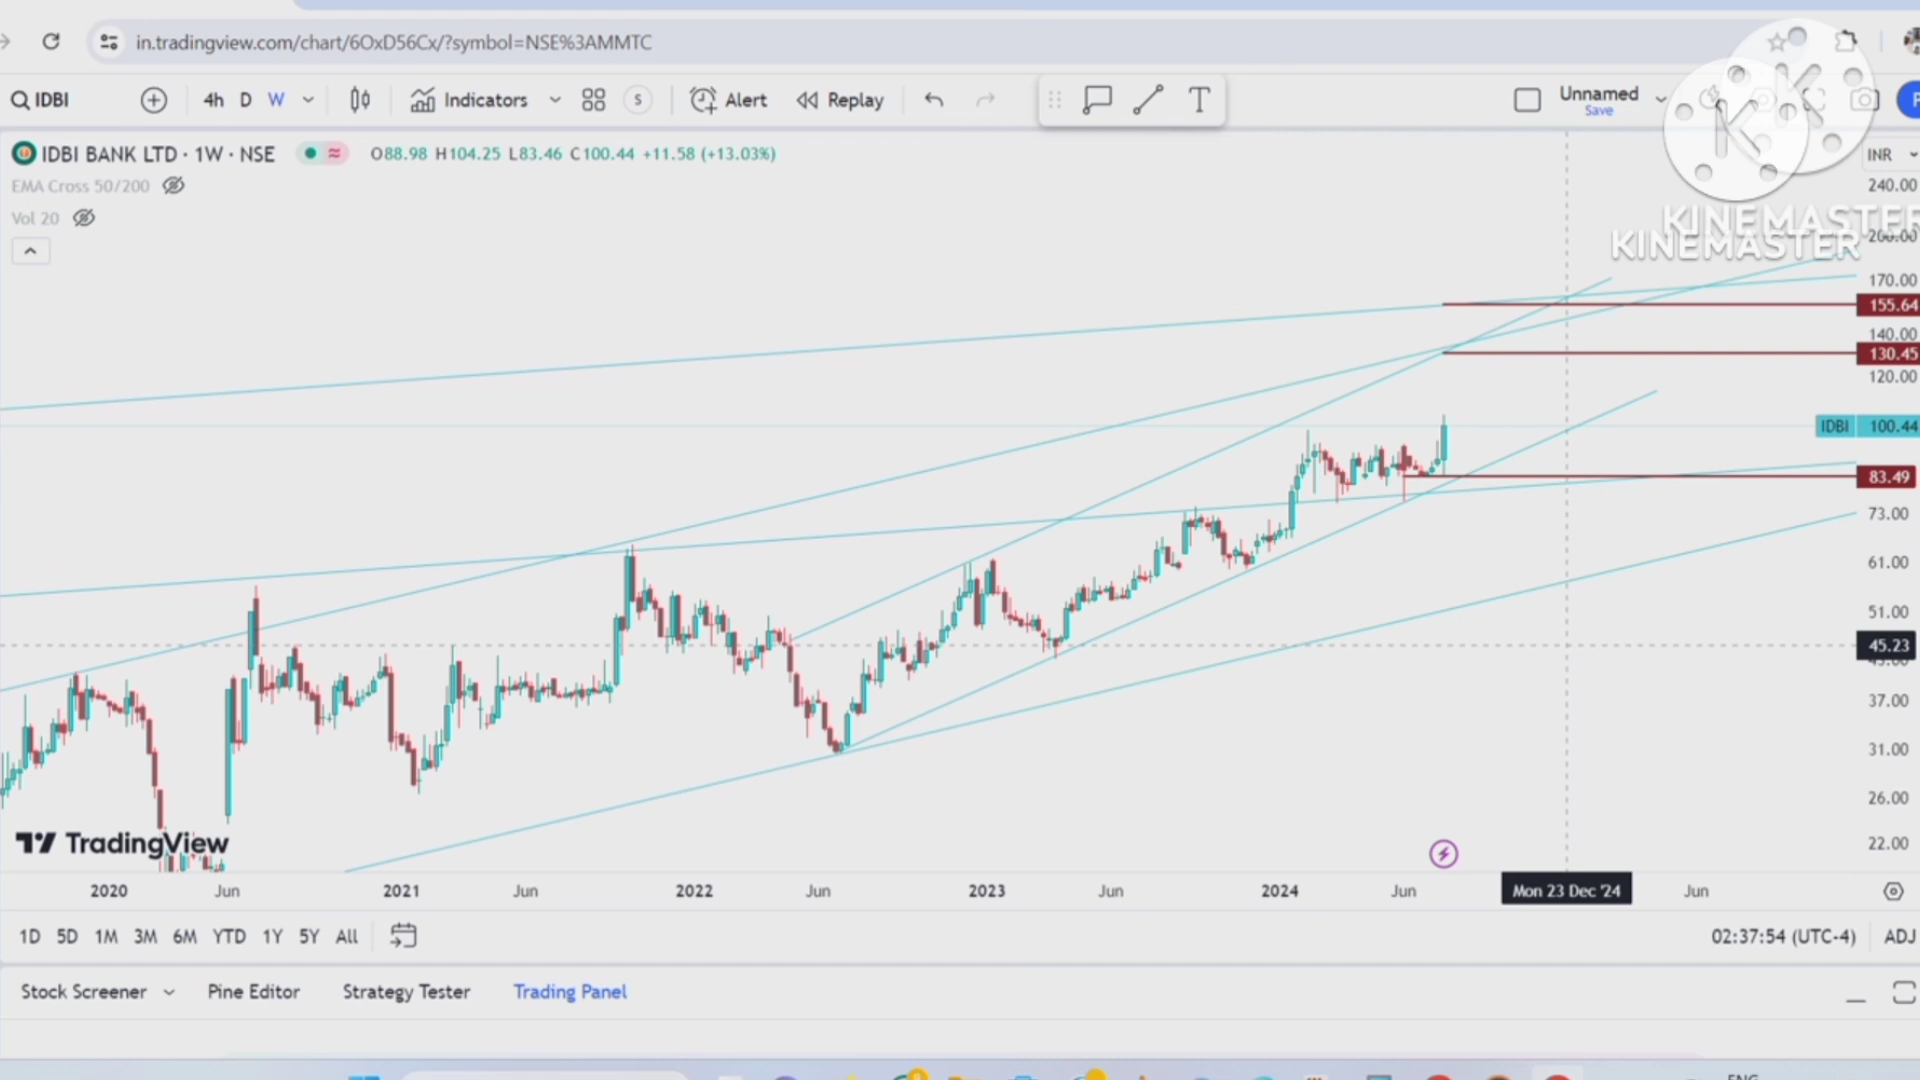 in.tradingview.com/chart/6OxD56Cx/?symbol=NSE%3AMMTC
IDBI 4h D W Indicators S Alert Replay T Unnamed
Save
IDBI BANK LTD · 1W · NSE O88.98 H104.25 L83.46 C100.44 +11.58 (+13.03%) INR
EMA Cross 50/200
Vol 20
KINEMASTER
KINEMASTER
240.00
200.00
170.00
155.64
140.00
130.45
120.00
IDBI 100.44
83.49
73.00
61.00
51.00
45.23
37.00
31.00
26.00
22.00
TradingView
2020 Jun 2021 Jun 2022 Jun 2023 Jun 2024 Jun Mon 23 Dec '24 Jun
1D 5D 1M 3M 6M YTD 1Y 5Y All 02:37:54 (UTC-4) ADJ
Stock Screener Pine Editor Strategy Tester Trading Panel
ENG